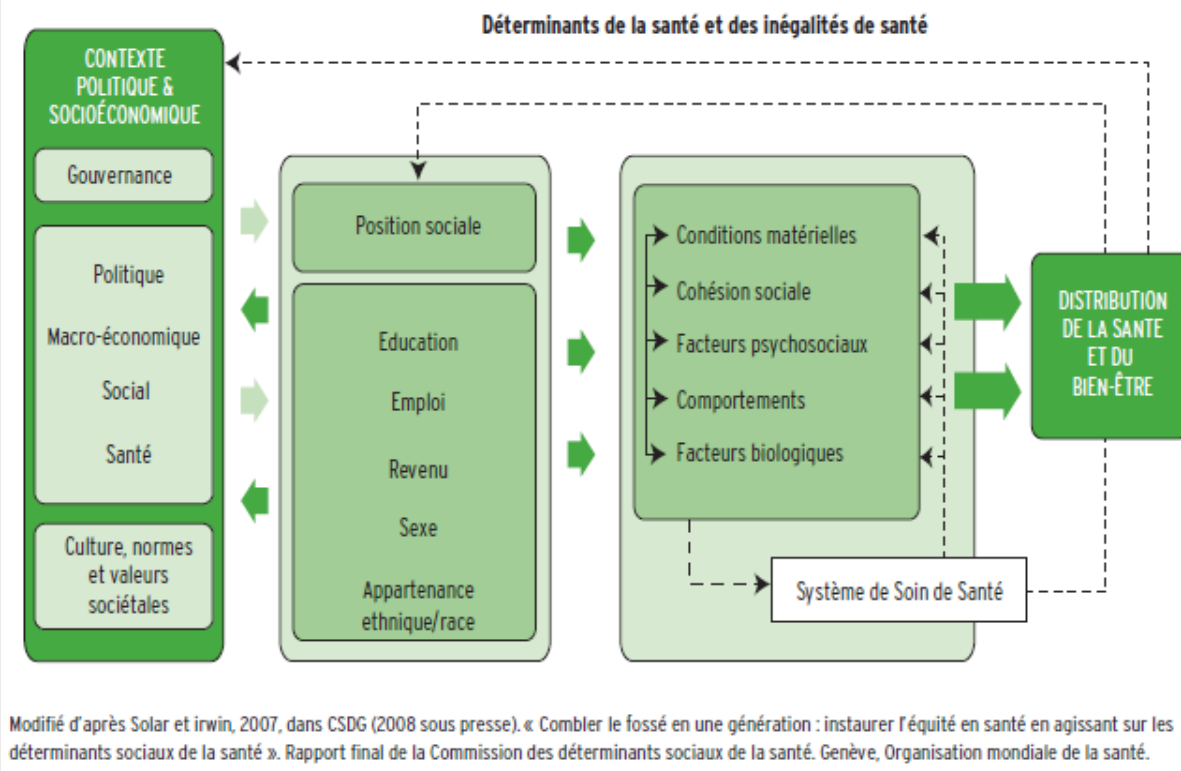 Déterminants de la santé et des inégalités de santé
CONTEXTE
POLITIQUE &
SOCIOÉCONOMIQUE
Gouvernance
Politique
Macro-économique
Social
Santé
Culture, normes
et valeurs
sociétales
Position sociale
Education
Emploi
Revenu
Sexe
Appartenance
ethnique/race
Conditions matérielles
Cohésion sociale
Facteurs psychosociaux
Comportements
Facteurs biologiques
Système de Soin de Santé
DISTRIBUTION
DE LA SANTE
ET DU
BIEN-ÊTRE
Modifié d'après Solar et irwin, 2007, dans CSDG (2008 sous presse). « Combler le fossé en une génération : instaurer l'équité en santé en agissant sur les
déterminants sociaux de la santé ». Rapport final de la Commission des déterminants sociaux de la santé. Genève, Organisation mondiale de la santé.